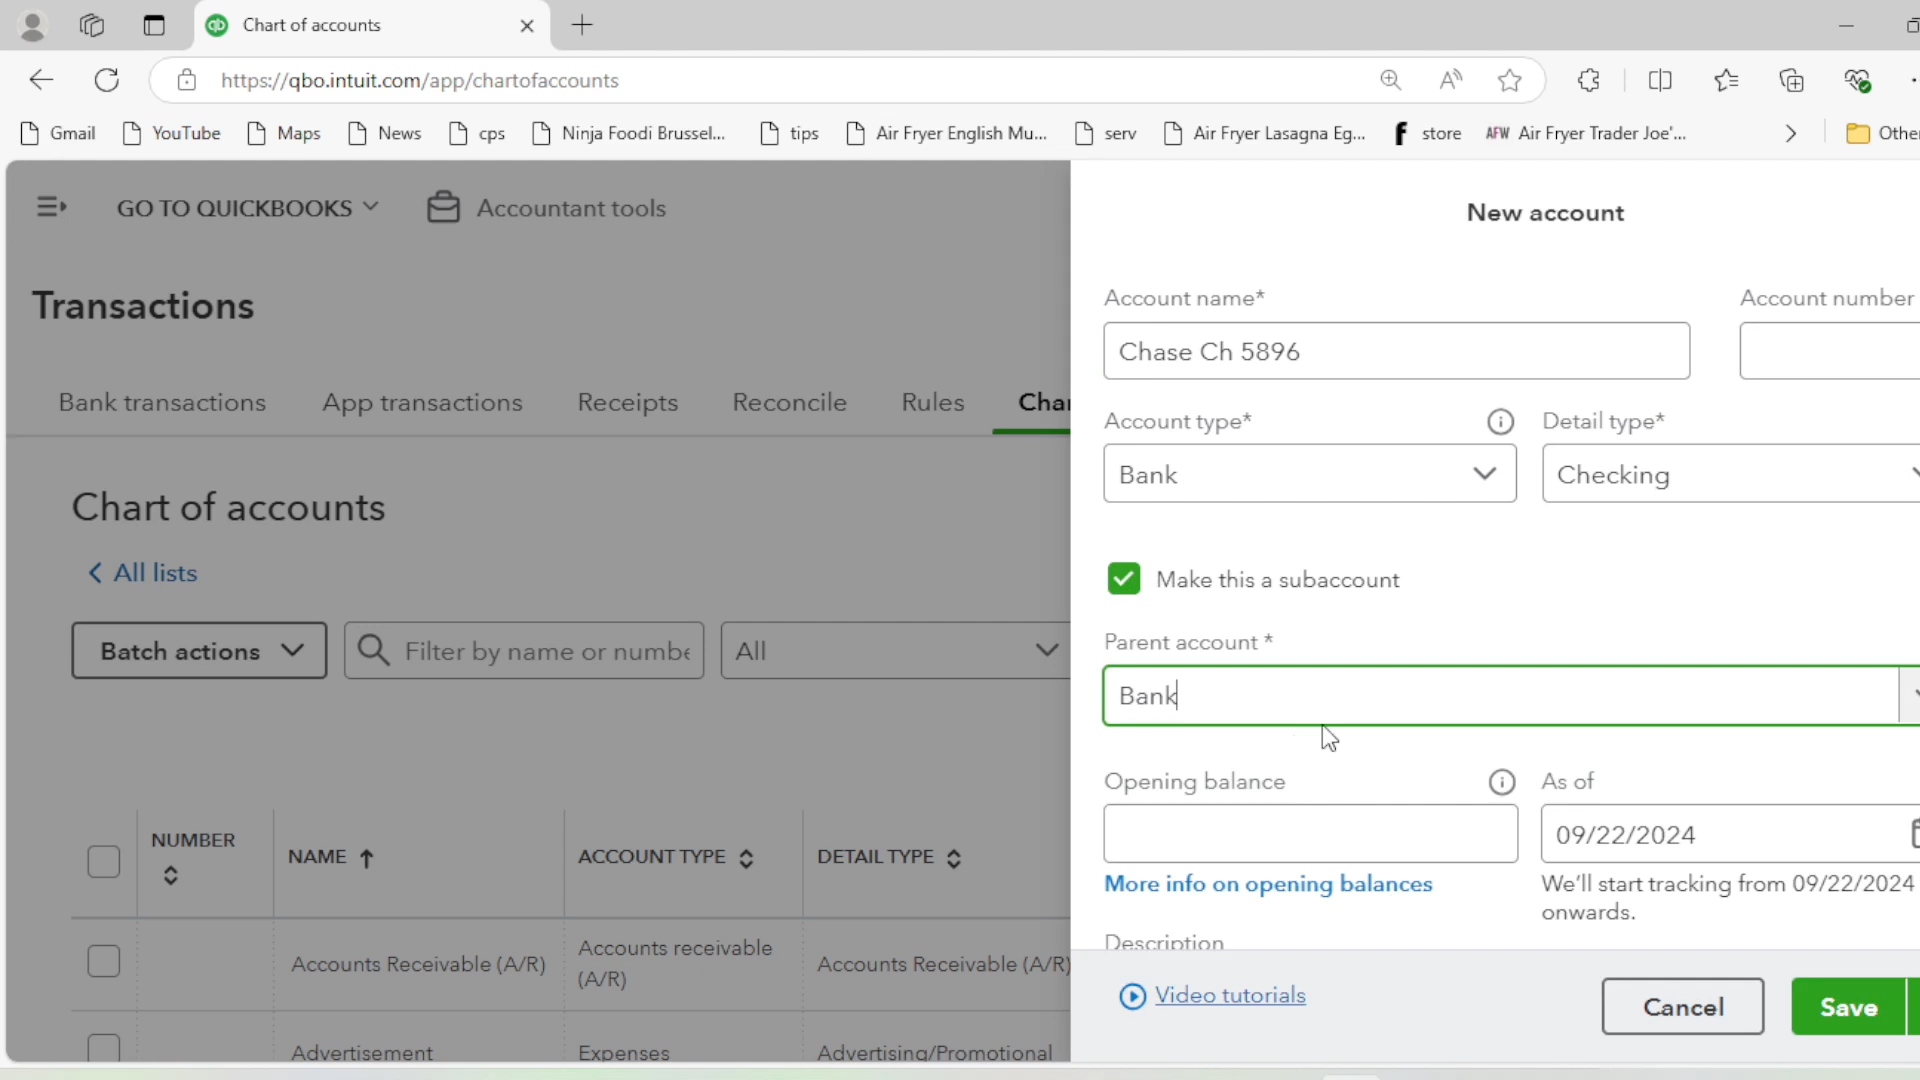 Chart of accounts
https://qbo.intuit.com/app/chartofaccounts
Gmail YouTube Maps News cps Ninja Foodi Brussel... tips Air Fryer English Mu... serv Air Fryer Lasagna Eg... store AFW Air Fryer Trader Joe'... Other
GO TO QUICKBOOKS Accountant tools
Transactions
Bank transactions App transactions Receipts Reconcile Rules Char
Chart of accounts
All lists
Batch actions Filter by name or numbe All
NUMBER NAME ACCOUNT TYPE DETAIL TYPE
Accounts Receivable (A/R) Accounts receivable (A/R) Accounts Receivable (A/R)
Advertisement Expenses Advertising/Promotional
New account
Account name* Account number
Chase Ch 5896
Account type* Detail type*
Bank Checking
Make this a subaccount
Parent account *
Bank
Opening balance As of
09/22/2024
More info on opening balances We'll start tracking from 09/22/2024
onwards.
Description
Video tutorials Cancel Save